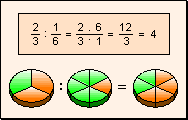 2/3 : 1/6 = 2 . 6/3 : 1 = 12/3 = 4
: =